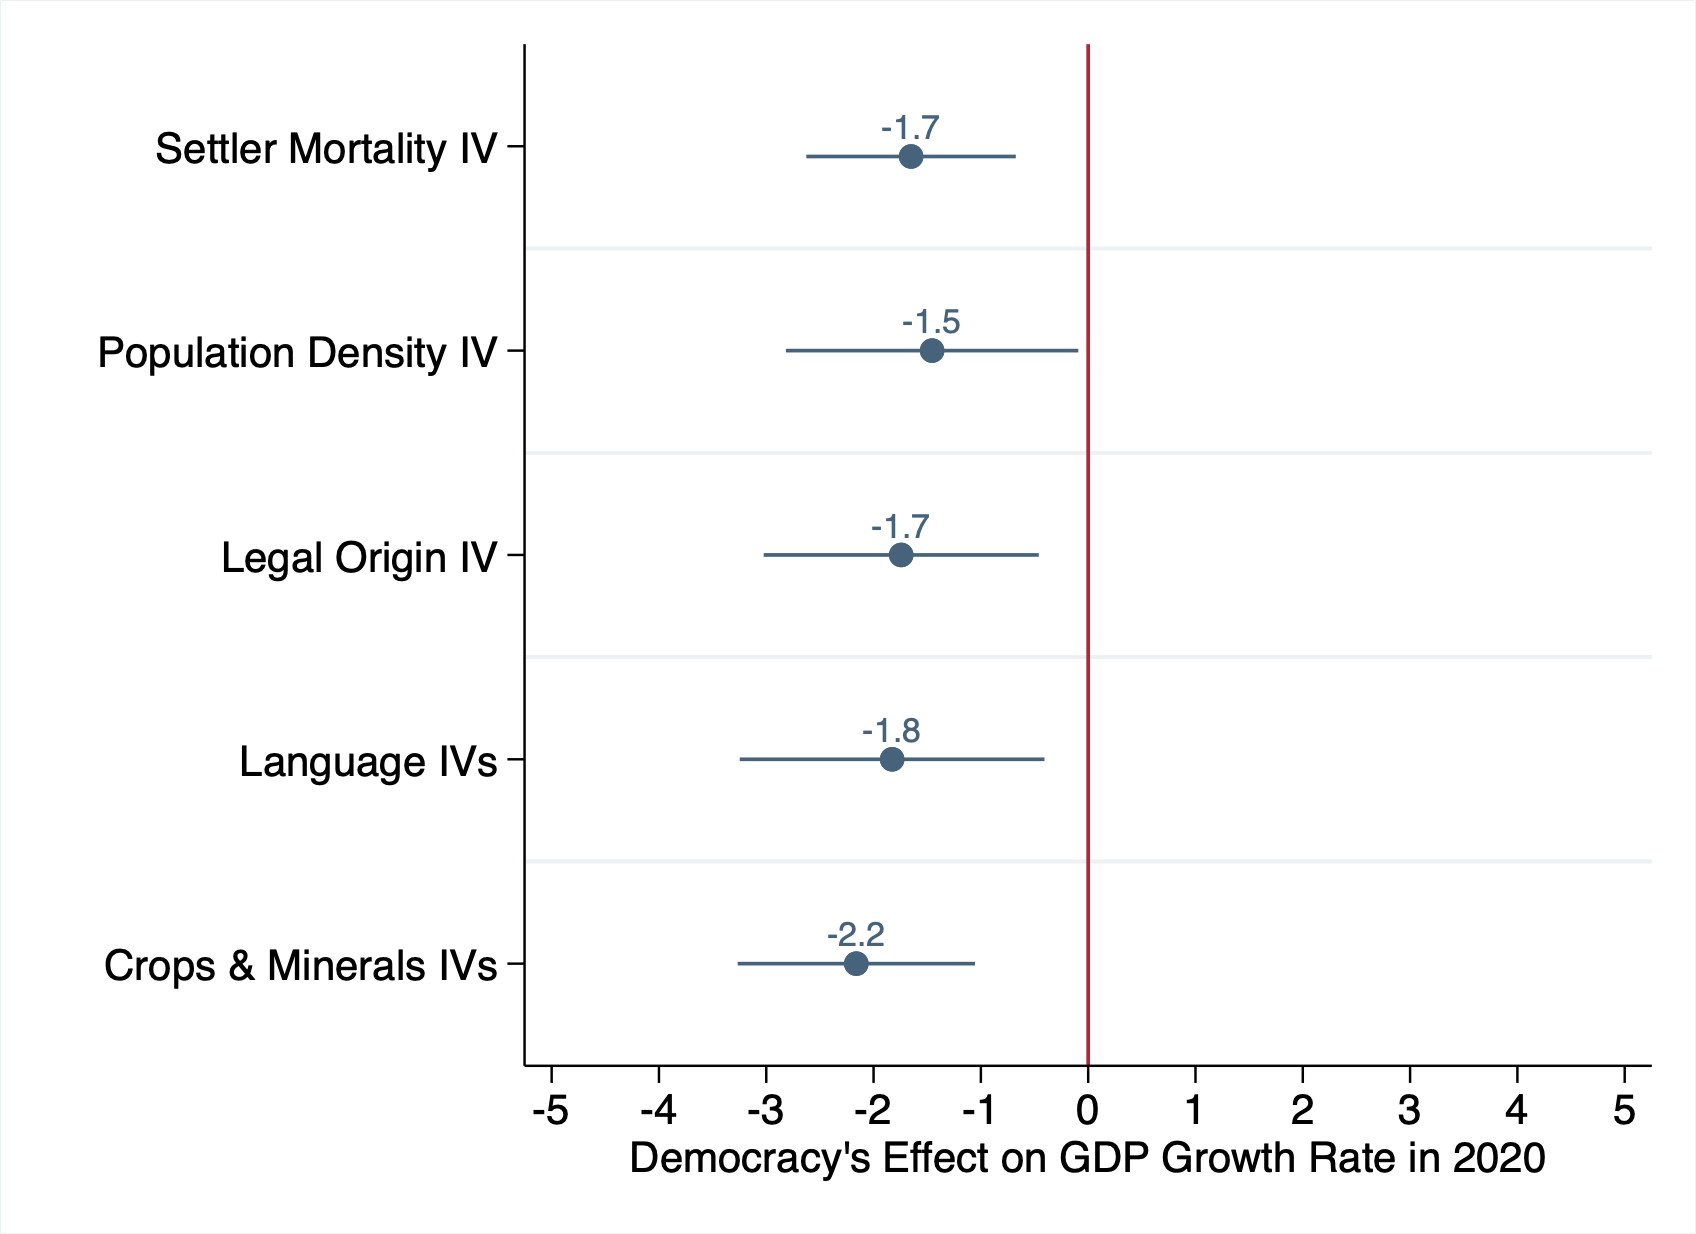 Settler Mortality IV
-1.7
Population Density IV
-1.5
Legal Origin IV
-1.7
Language IVs
-1.8
Crops & Minerals IVs
-2.2
-5 -4 -3 -2 -1 0 1 2 3 4 5
Democracy's Effect on GDP Growth Rate in 2020